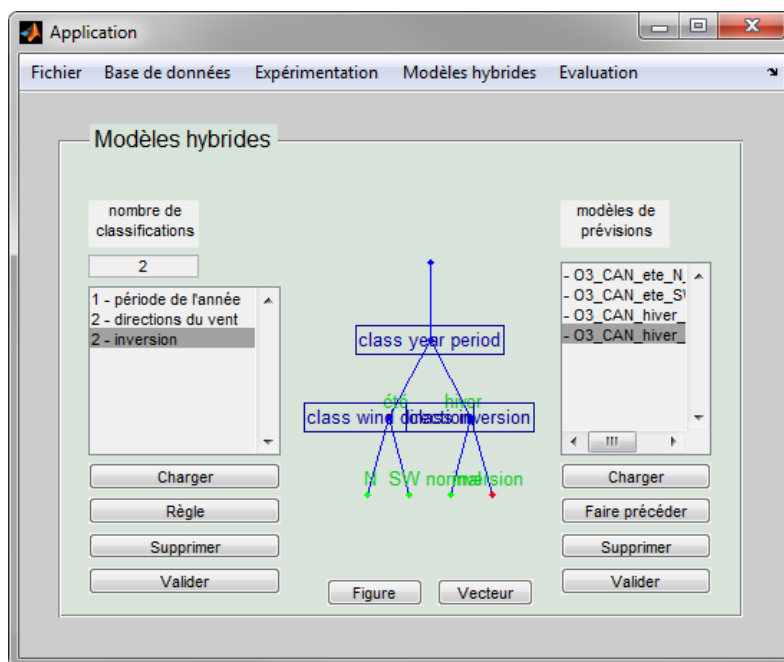 Application
Fichier Base de données Expérimentation Modèles hybrides Evaluation
Modèles hybrides
nombre de
classifications
2
1 - période de l'année
2 - directions du vent
2 - inversion
Charger
Règle
Supprimer
Valider
class year period
été hiver
class wind direction class inversion
N SW normal inversion
Figure Vecteur
modèles de
prévisions
- O3_CAN_ete_N_
- O3_CAN_ete_S
- O3_CAN_hiver_
- O3_CAN_hiver_
Charger
Faire précéder
Supprimer
Valider